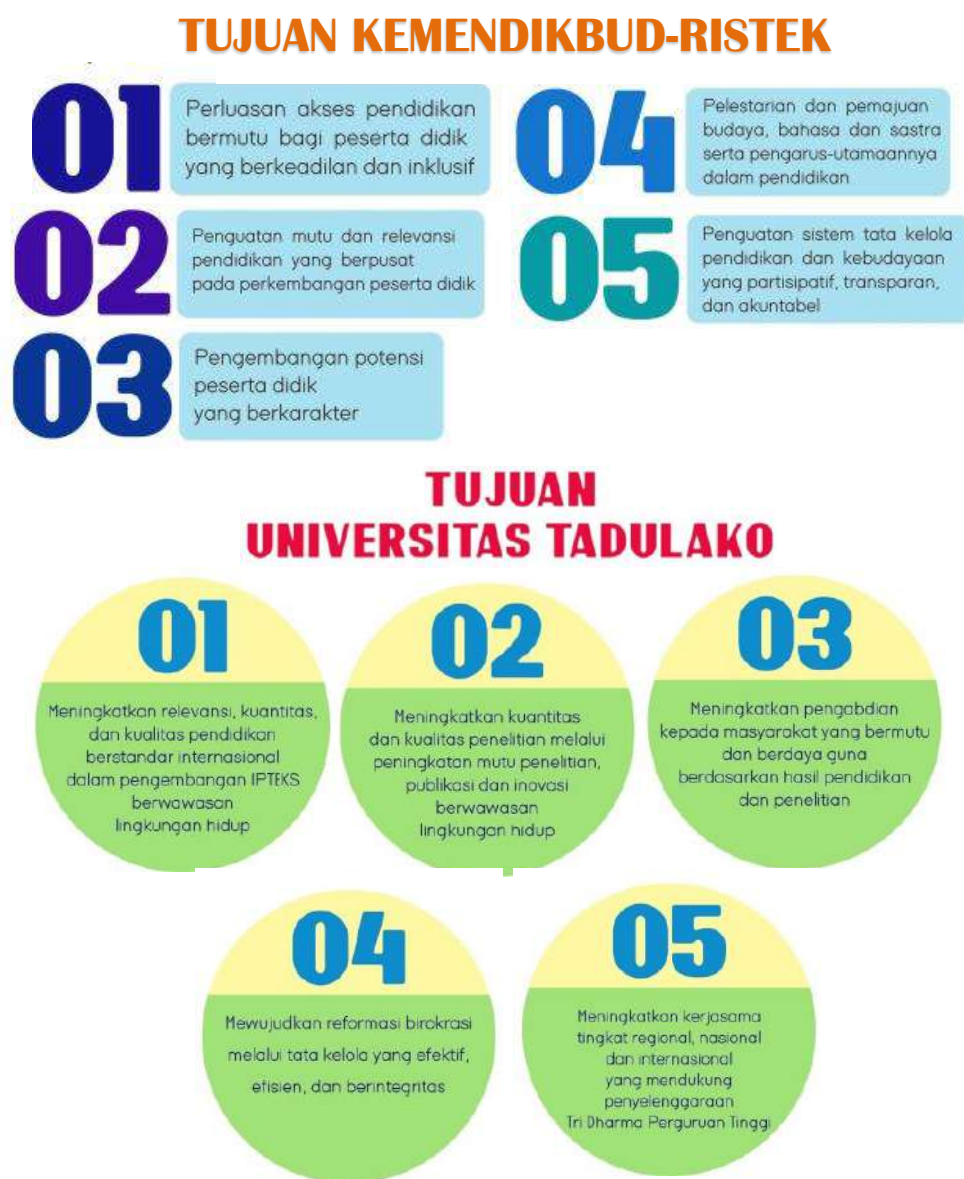 TUJUAN KEMENDIKBUD-RISTEK
01
Perluasan akses pendidikan
bermutu bagi peserta didik
yang berkeadilan dan inklusif
02
Penguatan mutu dan relevansi
pendidikan yang berpusat
pada perkembangan peserta didik
03
Pengembangan potensi
peserta didik
yang berkarakter
04
Pelestarian dan pemajuan
budaya, bahasa dan sastra
serta pengarus-utamaannya
dalam pendidikan
05
Penguatan sistem tata kelola
pendidikan dan kebudayaan
yang partisipatif, transparan,
dan akuntabel
TUJUAN
UNIVERSITAS TADULAKO
01
Meningkatkan relevansi, kuantitas,
dan kualitas pendidikan
berstandar internasional
dalam pengembangan IPTEKS
berwawasan
lingkungan hidup
02
Meningkatkan kuantitas
dan kualitas penelitian melalui
peningkatan mutu penelitian,
publikasi dan inovasi
berwawasan
lingkungan hidup
03
Meningkatkan pengabdian
kepada masyarakat yang bermutu
dan berdaya guna
berdasarkan hasil pendidikan
dan penelitian
04
Mewujudkan reformasi birokrasi
melalui tata kelola yang efektif,
efisien, dan berintegritas
05
Meningkatkan kerjasama
tingkat regional, nasional
dan internasional
yang mendukung
penyelenggaraan
Tri Dharma Perguruan Tinggi